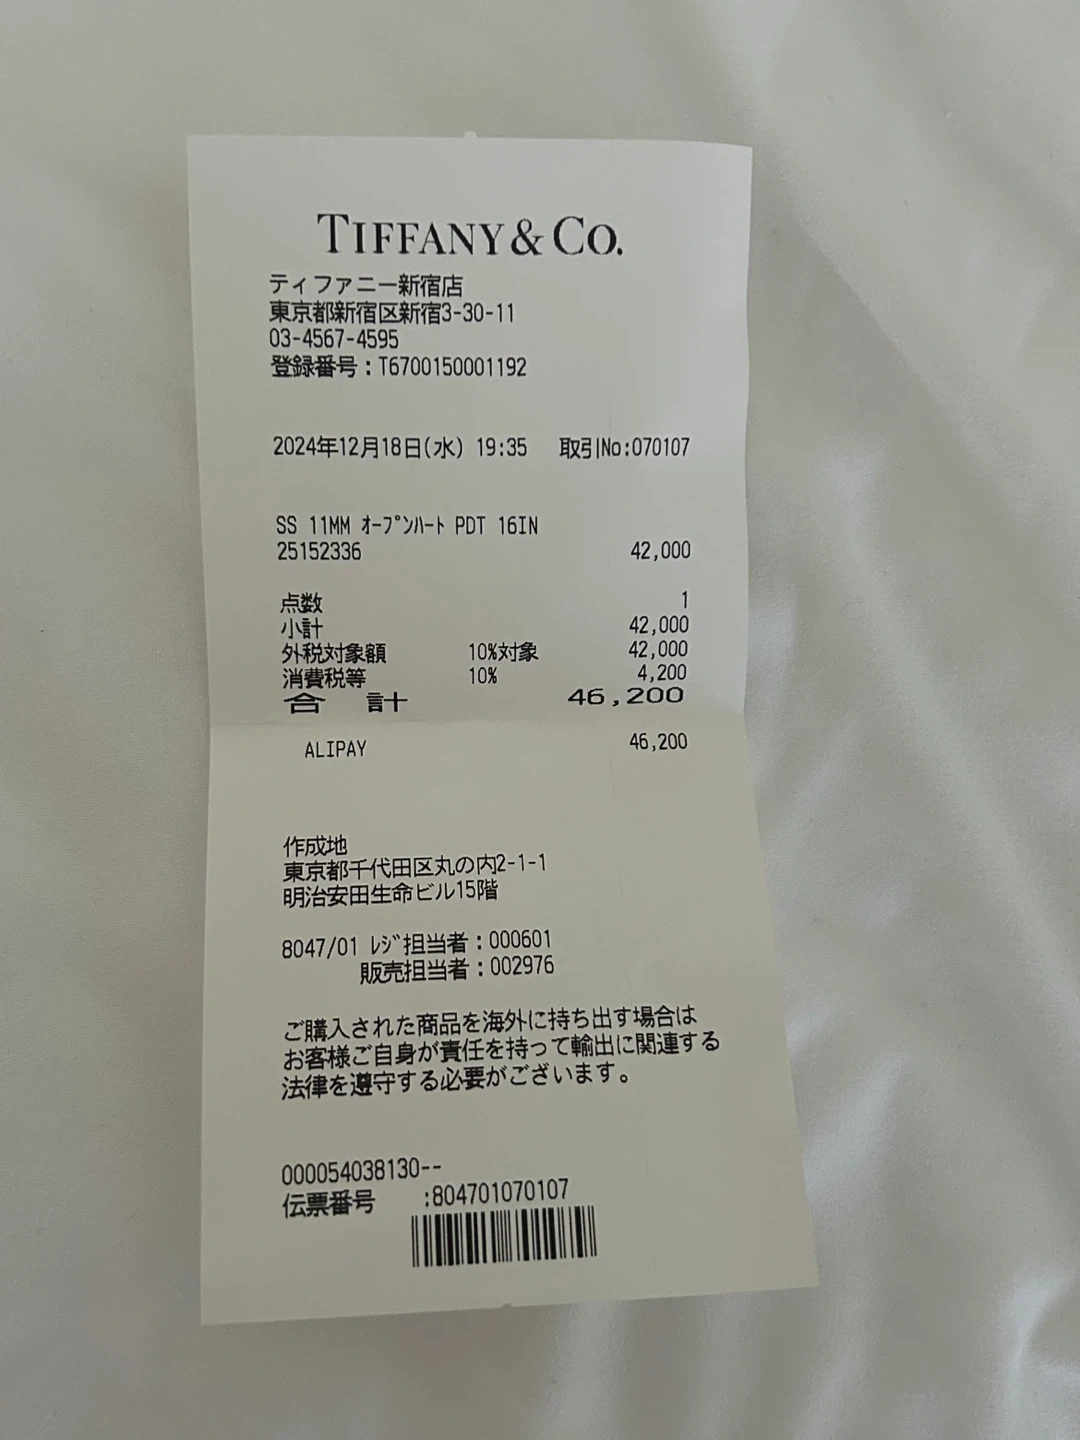 TIFFANY & CO.
ティファニー新宿店
東京都新宿区新宿3-30-11
03-4567-4595
登録番号：T6700150001192
2024年12月18日(水) 19:35 取引No:070107
SS 11MM ｵｰﾌﾟﾝﾊｰﾄ PDT 16IN
25152336 42,000
点数 1
小計 42,000
外税対象額 10%対象 42,000
消費税等 10% 4,200
合 計 46,200
ALIPAY 46,200
作成地
東京都千代田区丸の内2-1-1
明治安田生命ビル15階
8047/01 ﾚｼﾞ担当者：000601
販売担当者：002976
ご購入された商品を海外に持ち出す場合は
お客様ご自身が責任を持って輸出に関連する
法律を遵守する必要がございます。
000054038130--
伝票番号 :804701070107